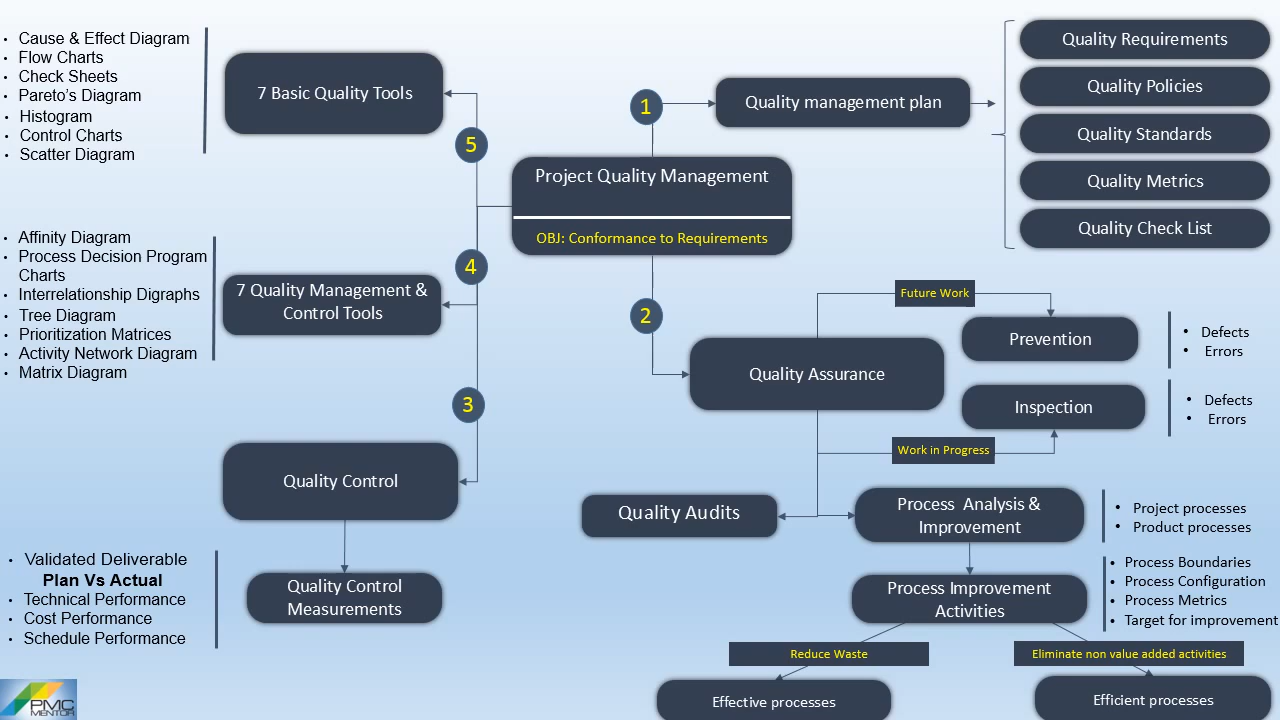 • Cause & Effect Diagram
• Flow Charts
• Check Sheets
• Pareto's Diagram
• Histogram
• Control Charts
• Scatter Diagram
7 Basic Quality Tools
5
1
Quality management plan
Quality Requirements
Quality Policies
Quality Standards
Quality Metrics
Quality Check List
Project Quality Management
OBJ: Conformance to Requirements
• Affinity Diagram
• Process Decision Program
Charts
• Interrelationship Digraphs
• Tree Diagram
• Prioritization Matrices
• Activity Network Diagram
• Matrix Diagram
7 Quality Management &
Control Tools
4
2
Future Work
Prevention
• Defects
• Errors
Quality Assurance
Inspection
• Defects
• Errors
Work in Progress
3
Quality Control
Quality Audits
Process Analysis &
Improvement
• Project processes
• Product processes
• Validated Deliverable
Plan Vs Actual
• Technical Performance
• Cost Performance
• Schedule Performance
Quality Control
Measurements
Process Improvement
Activities
• Process Boundaries
• Process Configuration
• Process Metrics
• Target for improvement
Reduce Waste
Eliminate non value added activities
Effective processes
Efficient processes
PMC
MENTOR